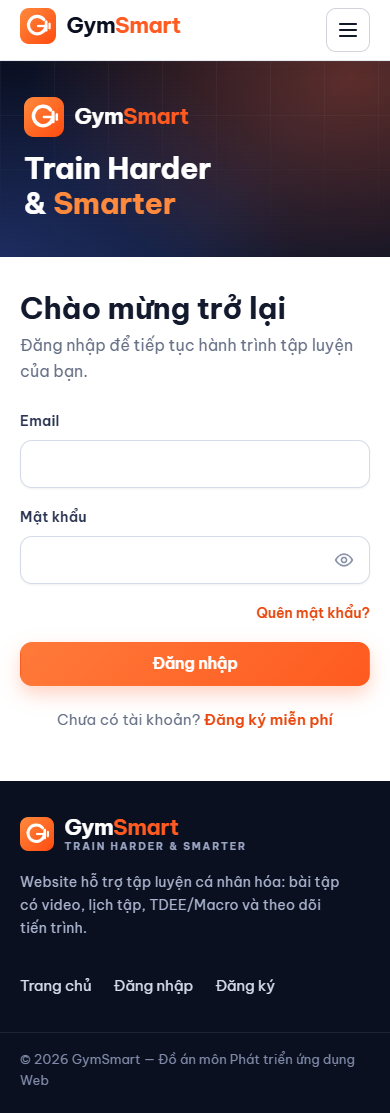 GymSmart
GymSmart
Train Harder
& Smarter
Chào mừng trở lại
Đăng nhập để tiếp tục hành trình tập luyện
của bạn.
Email
Mật khẩu
Quên mật khẩu?
Đăng nhập
Chưa có tài khoản? Đăng ký miễn phí
GymSmart
TRAIN HARDER & SMARTER
Website hỗ trợ tập luyện cá nhân hóa: bài tập
có video, lịch tập, TDEE/Macro và theo dõi
tiến trình.
Trang chủ Đăng nhập Đăng ký
© 2026 GymSmart — Đồ án môn Phát triển ứng dụng
Web